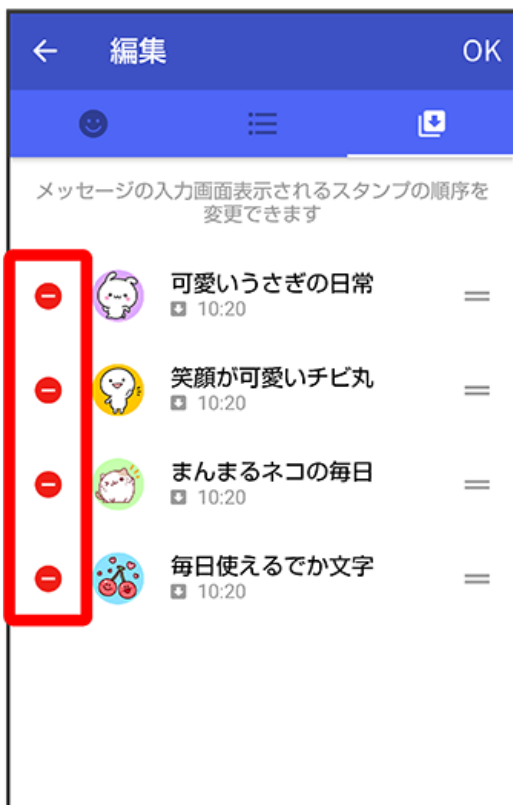 編集
OK
メッセージの入力画面表示されるスタンプの順序を
変更できます
可愛いうさぎの日常
10:20
笑顔が可愛いチビ丸
10:20
まんまるネコの毎日
10:20
毎日使えるでか文字
10:20